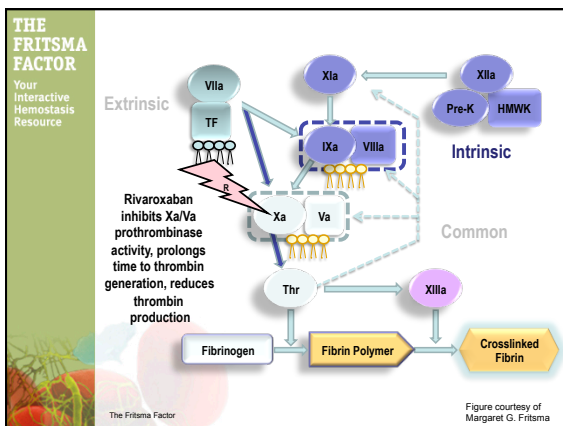 THE
FRITSMA
FACTOR
Your
Interactive
Hemostasis
Resource
Extrinsic
VIIa
TF
XIa
XIIa
Pre-K
HMWK
IXa
VIIIa
Intrinsic
R
Rivaroxaban
inhibits Xa/Va
prothrombinase
activity, prolongs
time to thrombin
generation, reduces
thrombin
production
Xa
Va
Common
Thr
XIIIa
Fibrinogen
Fibrin Polymer
Crosslinked
Fibrin
The Fritsma Factor
Figure courtesy of
Margaret G. Fritsma